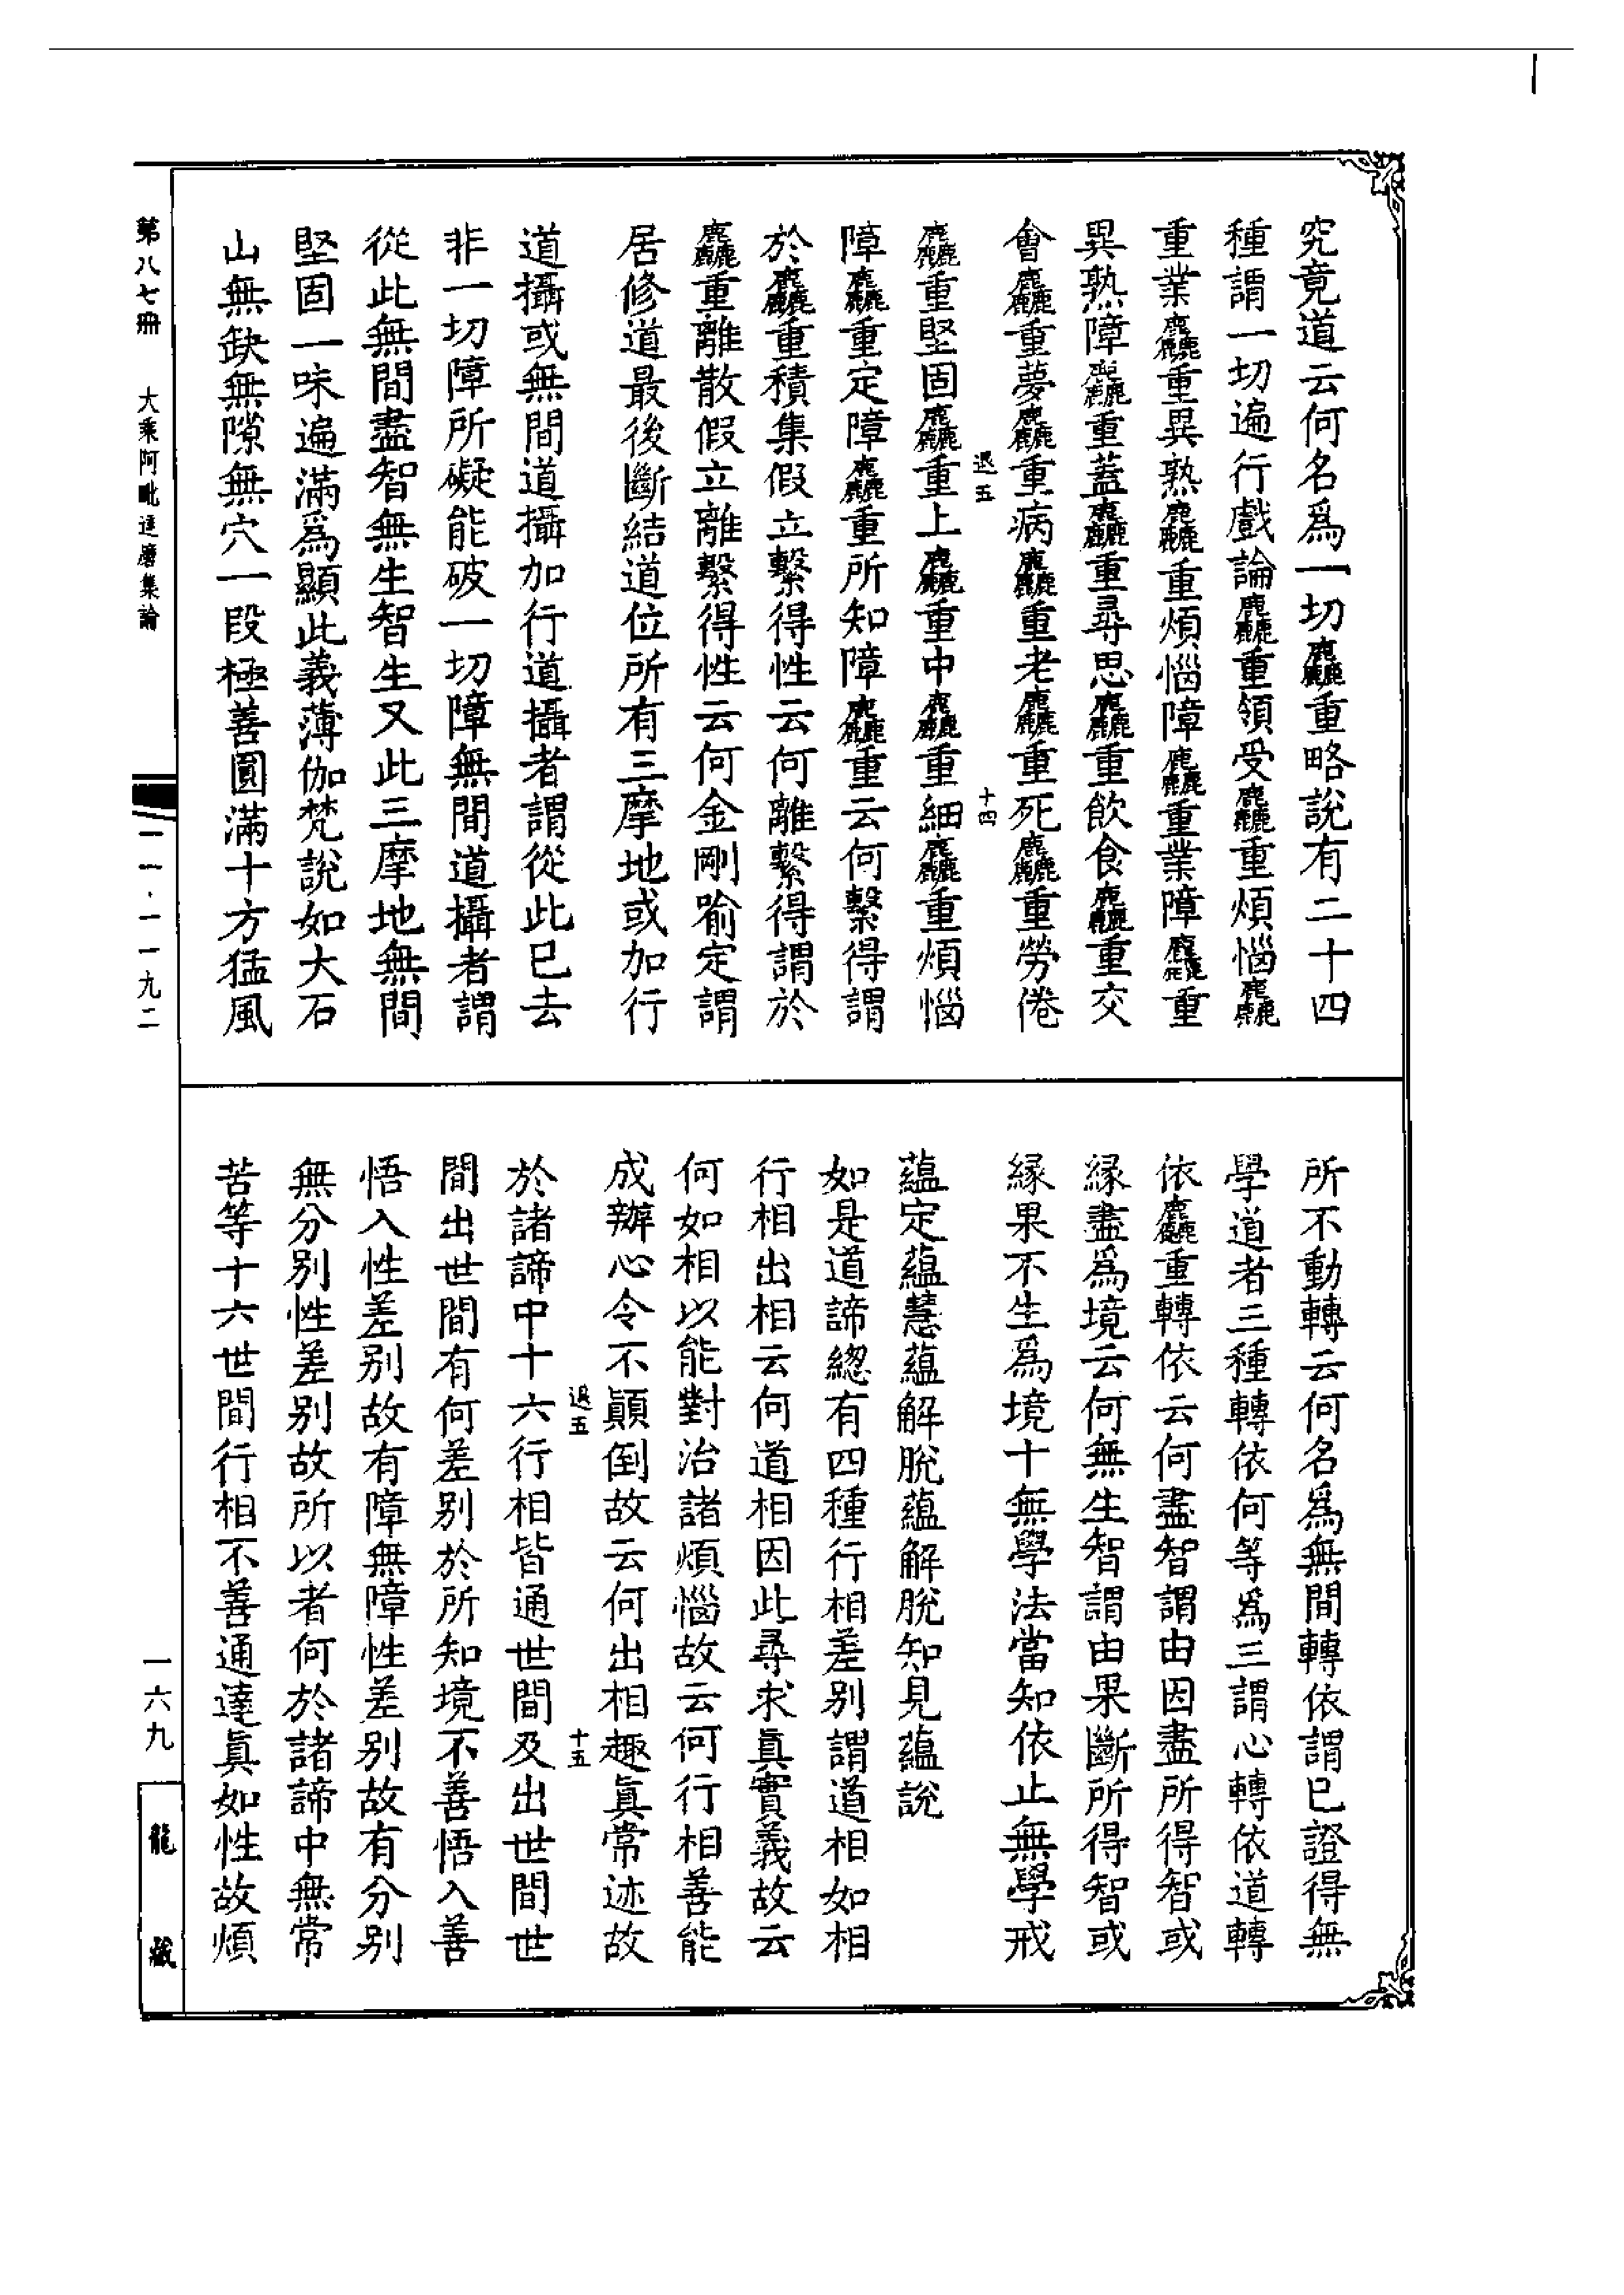 究竟道云何名爲一切麤重略說有二十四
種謂一切遍行戲論麤重領受麤重煩惱麤
重業麤重異熟麤重煩惱障麤重業障麤重
異熟障麤重蓋麤重尋思麤重飲食麤重交
會麤重夢麤重病麤重老麤重死麤重勞倦
退五
十四
麤重堅固麤重上麤重中麤重細麤重煩惱
障麤重定障麤重所知障麤重云何繫得謂
於麤重積集假立繫得性云何離繫得謂於
麤重離散假立離繫得性云何金剛喻定謂
居修道最後斷結道位所有三摩地或加行
道攝或無間道攝加行道攝者謂從此已去
非一切障所礙能破一切障無間道攝者謂
從此無間盡智無生智生又此三摩地無間
堅固一味遍滿爲顯此義薄伽梵說如大石
山無缺無隙無穴一段極善圓滿十方猛風
所不動轉云何名爲無間轉依謂已證得無
學道者三種轉依何等爲三謂心轉依道轉
依麤重轉依云何盡智謂由因盡所得智或
緣盡爲境云何無生智謂由果斷所得智或
緣果不生爲境十無學法當知依止無學戒
蘊定蘊慧蘊解脫蘊解脫知見蘊說
如是道諦總有四種行相差別謂道相如相
行相出相云何道相因此尋求真實義故云
何如相以能對治諸煩惱故云何行相善能
成辦心令不顛倒故云何出相趣真常迹故
退五
十五
於諸諦中十六行相皆通世間及出世間世
間出世間有何差別於所知境不善悟入善
悟入性差別故有障無障性差別故有分別
無分別性差別故所以者何於諸諦中無常
苦等十六世間行相不善通達真如性故煩
第八七冊　大乘阿毗達磨集論
一一·一一九二
一六九
龍藏